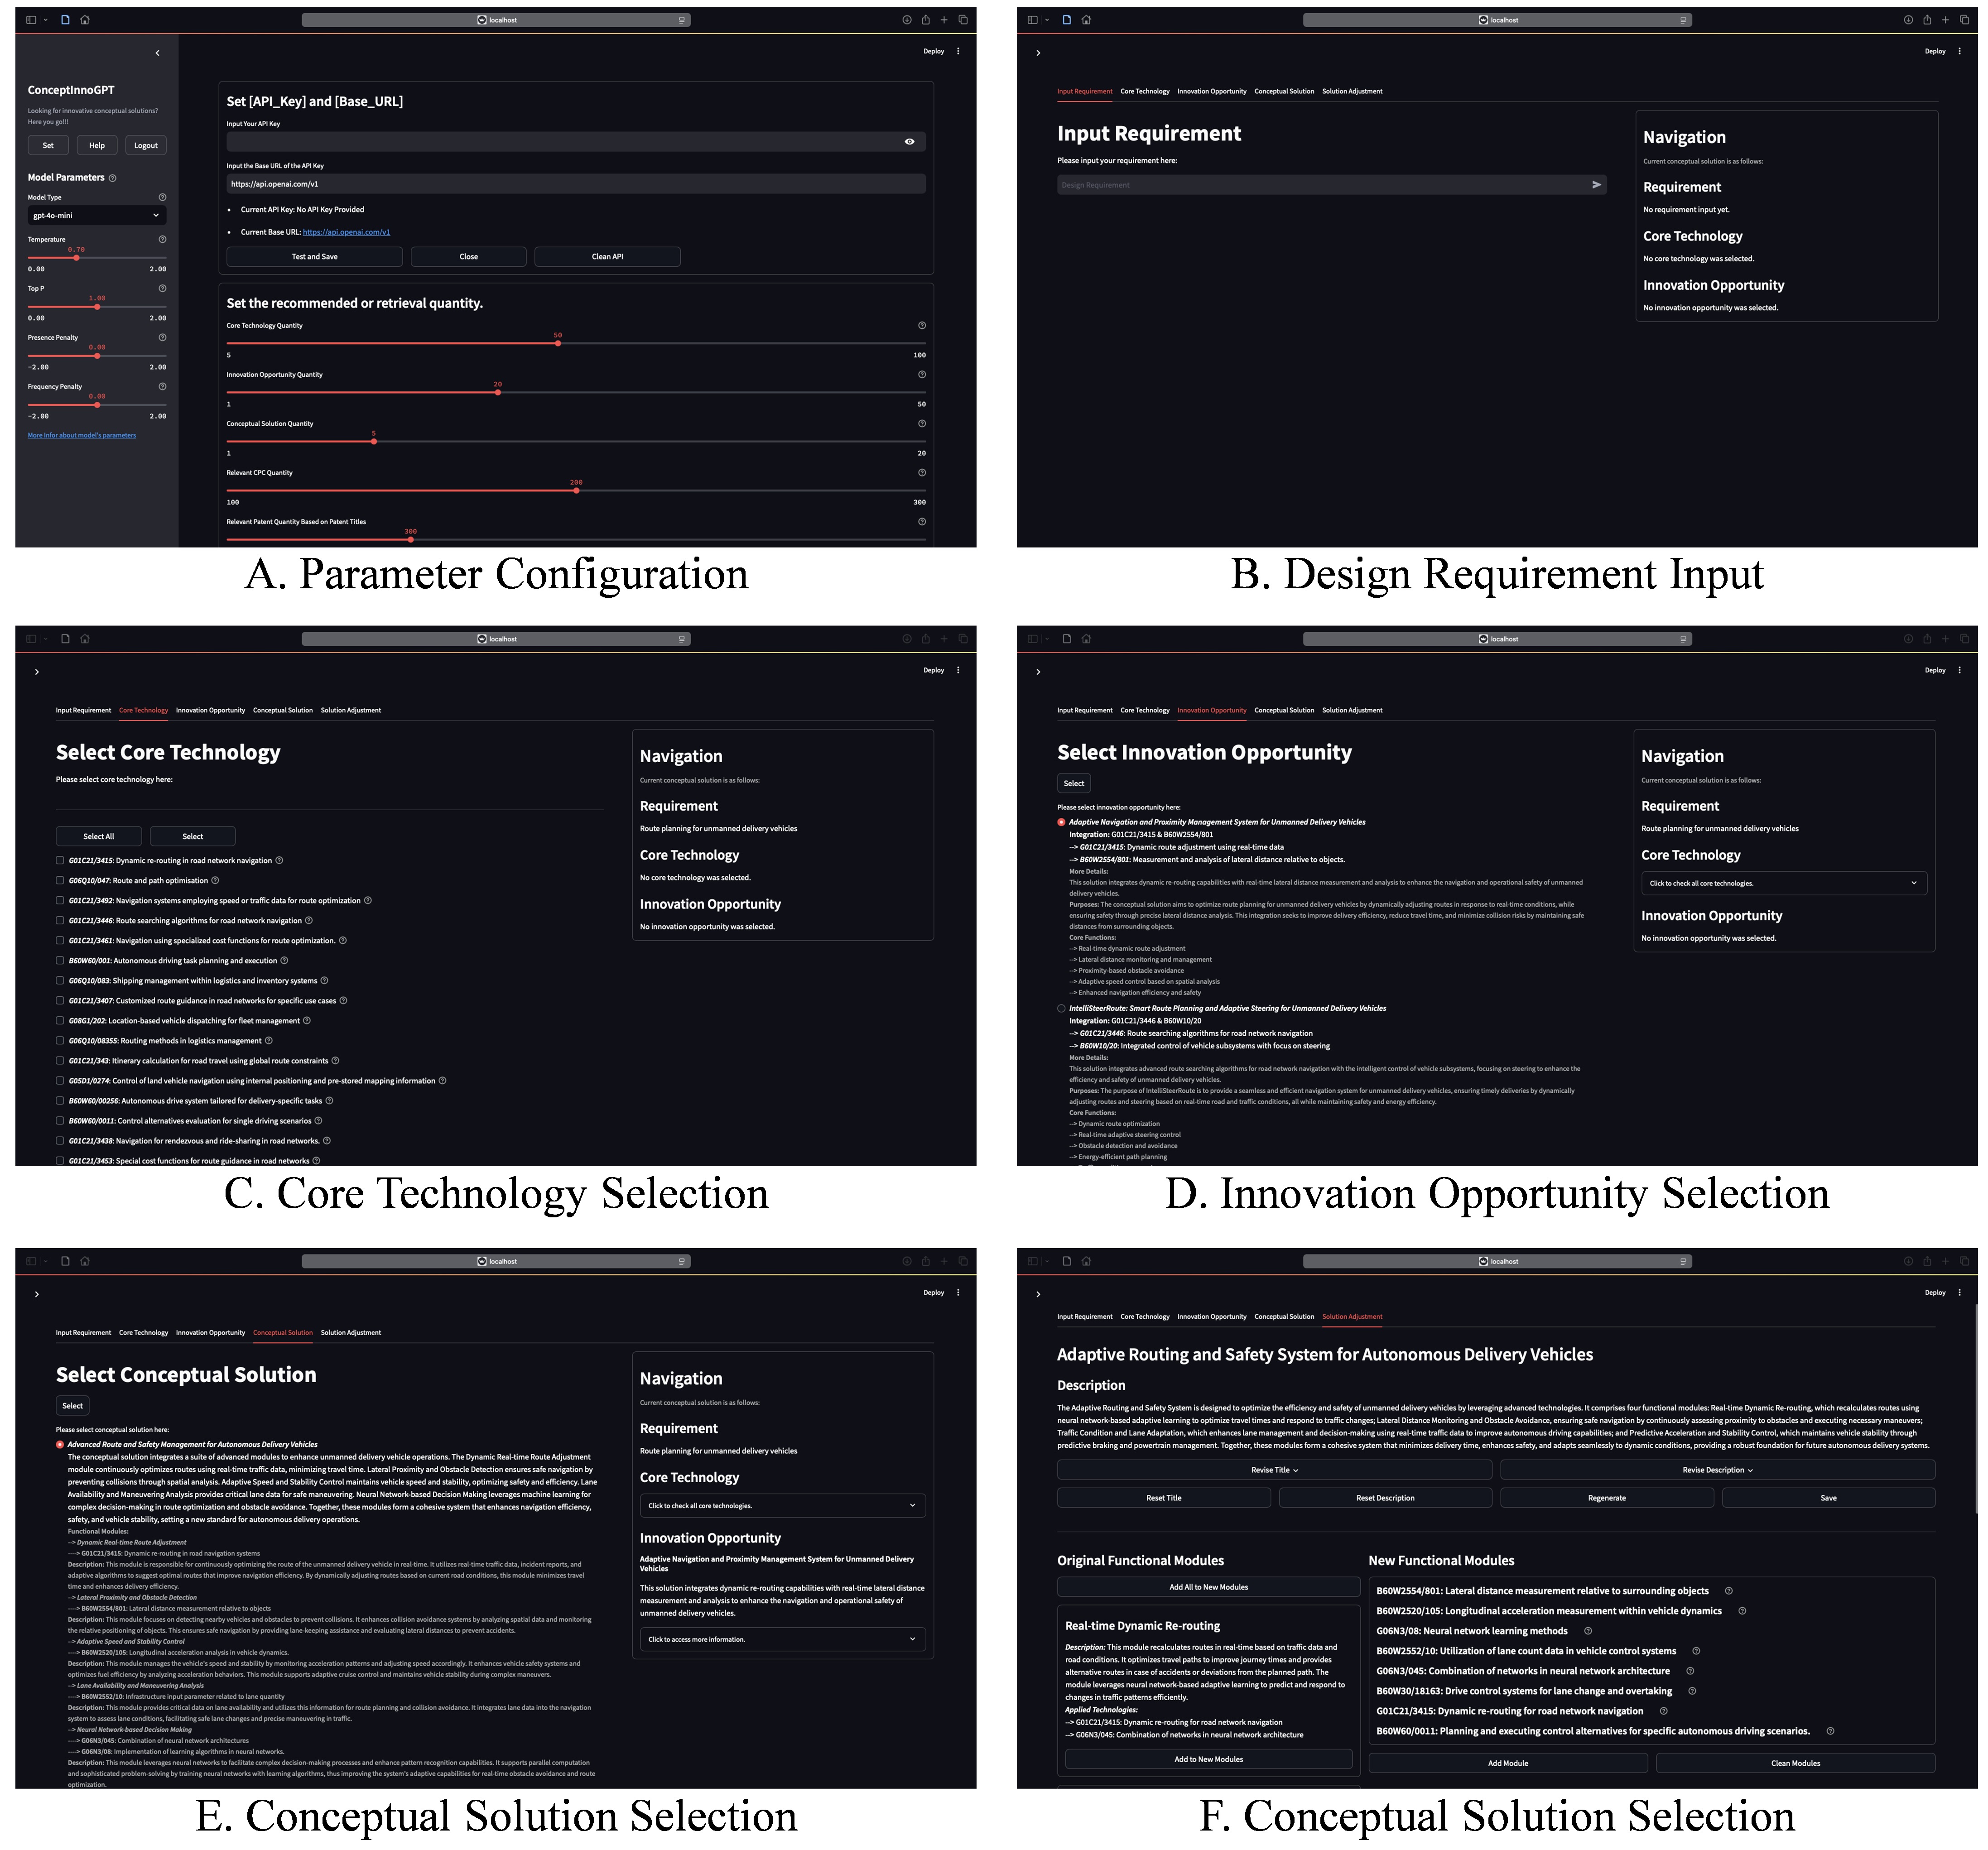 localhost
Deploy
ConceptInnoGPT
Looking for innovative conceptual solutions?
Here you go!!!
Set
Help
Logout
Model Parameters
Model Type
gpt-4o-mini
Temperature
0.70
0.00
2.00
Top P
1.00
0.00
2.00
Presence Penalty
0.00
-2.00
2.00
Frequency Penalty
0.00
-2.00
2.00
More Infor about model's parameters
Set [API_Key] and [Base_URL]
Input Your API Key
Input the Base URL of the API Key
https://api.openai.com/v1
• Current API Key: No API Key Provided
• Current Base URL: https://api.openai.com/v1
Test and Save
Close
Clean API
Set the recommended or retrieval quantity.
Core Technology Quantity
50
5
100
Innovation Opportunity Quantity
20
1
50
Conceptual Solution Quantity
5
1
20
Relevant CPC Quantity
200
100
300
Relevant Patent Quantity Based on Patent Titles
300
A. Parameter Configuration
localhost
Deploy
Input Requirement Core Technology Innovation Opportunity Conceptual Solution Solution Adjustment
Input Requirement
Please input your requirement here:
Design Requirement
Navigation
Current conceptual solution is as follows:
Requirement
No requirement input yet.
Core Technology
No core technology was selected.
Innovation Opportunity
No innovation opportunity was selected.
B. Design Requirement Input
localhost
Deploy
Input Requirement Core Technology Innovation Opportunity Conceptual Solution Solution Adjustment
Select Core Technology
Please select core technology here:
Select All
Select
G01C21/3415: Dynamic re-routing in road network navigation
G06Q10/047: Route and path optimisation
G01C21/3492: Navigation systems employing speed or traffic data for route optimization
G01C21/3446: Route searching algorithms for road network navigation
G01C21/3461: Navigation using specialized cost functions for route optimization.
B60W60/001: Autonomous driving task planning and execution
G06Q10/083: Shipping management within logistics and inventory systems
G01C21/3407: Customized route guidance in road networks for specific use cases
G08G1/202: Location-based vehicle dispatching for fleet management
G06Q10/08355: Routing methods in logistics management
G01C21/343: Itinerary calculation for road travel using global route constraints
G05D1/0274: Control of land vehicle navigation using internal positioning and pre-stored mapping information
B60W60/00256: Autonomous drive system tailored for delivery-specific tasks
B60W60/0011: Control alternatives evaluation for single driving scenarios
G01C21/3438: Navigation for rendezvous and ride-sharing in road networks.
G01C21/3453: Special cost functions for route guidance in road networks
Navigation
Current conceptual solution is as follows:
Requirement
Route planning for unmanned delivery vehicles
Core Technology
No core technology was selected.
Innovation Opportunity
No innovation opportunity was selected.
C. Core Technology Selection
localhost
Deploy
Input Requirement Core Technology Innovation Opportunity Conceptual Solution Solution Adjustment
Select Innovation Opportunity
Select
Please select innovation opportunity here:
Adaptive Navigation and Proximity Management System for Unmanned Delivery Vehicles
Integration: G01C21/3415 & B60W2554/801
--> G01C21/3415: Dynamic route adjustment using real-time data
--> B60W2554/801: Measurement and analysis of lateral distance relative to objects.
More Details:
This solution integrates dynamic re-routing capabilities with real-time lateral distance measurement and analysis to enhance the navigation and operational safety of unmanned
delivery vehicles.
Purposes: The conceptual solution aims to optimize route planning for unmanned delivery vehicles by dynamically adjusting routes in response to real-time conditions, while
ensuring safety through precise lateral distance analysis. This integration seeks to improve delivery efficiency, reduce travel time, and minimize collision risks by maintaining safe
distances from surrounding objects.
Core Functions:
--> Real-time dynamic route adjustment
--> Lateral distance monitoring and management
--> Proximity-based obstacle avoidance
--> Adaptive speed control based on spatial analysis
--> Enhanced navigation efficiency and safety
IntelliSteerRoute: Smart Route Planning and Adaptive Steering for Unmanned Delivery Vehicles
Integration: G01C21/3446 & B60W10/20
--> G01C21/3446: Route searching algorithms for road network navigation
--> B60W10/20: Integrated control of vehicle subsystems with focus on steering
More Details:
This solution integrates advanced route searching algorithms for road network navigation with the intelligent control of vehicle subsystems, focusing on steering to enhance the
efficiency and safety of unmanned delivery vehicles.
Purposes: The purpose of IntelliSteerRoute is to provide a seamless and efficient navigation system for unmanned delivery vehicles, ensuring timely deliveries by dynamically
adjusting routes and steering based on real-time road and traffic conditions, all while maintaining safety and energy efficiency.
Core Functions:
--> Dynamic route optimization
--> Real-time adaptive steering control
--> Obstacle detection and avoidance
--> Energy-efficient path planning
Navigation
Current conceptual solution is as follows:
Requirement
Route planning for unmanned delivery vehicles
Core Technology
Click to check all core technologies.
Innovation Opportunity
No innovation opportunity was selected.
D. Innovation Opportunity Selection
localhost
Deploy
Input Requirement Core Technology Innovation Opportunity Conceptual Solution Solution Adjustment
Select Conceptual Solution
Select
Please select conceptual solution here:
Advanced Route and Safety Management for Autonomous Delivery Vehicles
The conceptual solution integrates a suite of advanced modules to enhance unmanned delivery vehicle operations. The Dynamic Real-time Route Adjustment
module continuously optimizes routes using real-time traffic data, minimizing travel time. Lateral Proximity and Obstacle Detection ensures safe navigation by
preventing collisions through spatial analysis. Adaptive Speed and Stability Control maintains vehicle speed and stability, optimizing safety and efficiency. Lane
Availability and Maneuvering Analysis provides critical lane data for safe maneuvering. Neural Network-based Decision Making leverages machine learning for
complex decision-making in route optimization and obstacle avoidance. Together, these modules form a cohesive system that enhances navigation efficiency,
safety, and vehicle stability, setting a new standard for autonomous delivery operations.
Functional Modules:
--> Dynamic Real-time Route Adjustment
----> G01C21/3415: Dynamic re-routing in road navigation systems
Description: This module is responsible for continuously optimizing the route of the unmanned delivery vehicle in real-time. It utilizes real-time traffic data, incident reports, and
adaptive algorithms to suggest optimal routes that improve navigation efficiency. By dynamically adjusting routes based on current road conditions, this module minimizes travel
time and enhances delivery efficiency.
--> Lateral Proximity and Obstacle Detection
----> B60W2554/801: Lateral distance measurement relative to objects
Description: This module focuses on detecting nearby vehicles and obstacles to prevent collisions. It enhances collision avoidance systems by analyzing spatial data and monitoring
the relative positioning of objects. This ensures safe navigation by providing lane-keeping assistance and evaluating lateral distances to prevent accidents.
--> Adaptive Speed and Stability Control
----> B60W2520/105: Longitudinal acceleration analysis in vehicle dynamics.
Description: This module manages the vehicle's speed and stability by monitoring acceleration patterns and adjusting speed accordingly. It enhances vehicle safety systems and
optimizes fuel efficiency by analyzing acceleration behaviors. This module supports adaptive cruise control and maintains vehicle stability during complex maneuvers.
--> Lane Availability and Maneuvering Analysis
----> B60W2552/10: Infrastructure input parameter related to lane quantity
Description: This module provides critical data on lane availability and utilizes this information for route planning and collision avoidance. It integrates lane data into the navigation
system to assess lane conditions, facilitating safe lane changes and precise maneuvering in traffic.
--> Neural Network-based Decision Making
----> G06N3/045: Combination of neural network architectures
----> G06N3/08: Implementation of learning algorithms in neural networks.
Description: This module leverages neural networks to facilitate complex decision-making processes and enhance pattern recognition capabilities. It supports parallel computation
and sophisticated problem-solving by training neural networks with learning algorithms, thus improving the system's adaptive capabilities for real-time obstacle avoidance and route
optimization.
Navigation
Current conceptual solution is as follows:
Requirement
Route planning for unmanned delivery vehicles
Core Technology
Click to check all core technologies.
Innovation Opportunity
Adaptive Navigation and Proximity Management System for Unmanned Delivery
Vehicles
This solution integrates dynamic re-routing capabilities with real-time lateral distance
measurement and analysis to enhance the navigation and operational safety of
unmanned delivery vehicles.
Click to access more information.
E. Conceptual Solution Selection
localhost
Deploy
Input Requirement Core Technology Innovation Opportunity Conceptual Solution Solution Adjustment
Adaptive Routing and Safety System for Autonomous Delivery Vehicles
Description
The Adaptive Routing and Safety System is designed to optimize the efficiency and safety of unmanned delivery vehicles by leveraging advanced technologies. It comprises four functional modules: Real-time Dynamic Re-routing, which recalculates routes using
neural network-based adaptive learning to optimize travel times and respond to traffic changes; Lateral Distance Monitoring and Obstacle Avoidance, ensuring safe navigation by continuously assessing proximity to obstacles and executing necessary maneuvers;
Traffic Condition and Lane Adaptation, which enhances lane management and decision-making using real-time traffic data to improve autonomous driving capabilities; and Predictive Acceleration and Stability Control, which maintains vehicle stability through
predictive braking and powertrain management. Together, these modules form a cohesive system that minimizes delivery time, enhances safety, and adapts seamlessly to dynamic conditions, providing a robust foundation for future autonomous delivery systems.
Revise Title
Revise Description
Reset Title
Reset Description
Regenerate
Save
Original Functional Modules
Add All to New Modules
Real-time Dynamic Re-routing
Description: This module recalculates routes in real-time based on traffic data and
road conditions. It optimizes travel paths to improve journey times and provides
alternative routes in case of accidents or deviations from the planned path. The
module leverages neural network-based adaptive learning to predict and respond to
changes in traffic patterns efficiently.
Applied Technologies:
--> G01C21/3415: Dynamic re-routing for road network navigation
--> G06N3/045: Combination of networks in neural network architecture
Add to New Modules
New Functional Modules
B60W2554/801: Lateral distance measurement relative to surrounding objects
B60W2520/105: Longitudinal acceleration measurement within vehicle dynamics
G06N3/08: Neural network learning methods
B60W2552/10: Utilization of lane count data in vehicle control systems
G06N3/045: Combination of networks in neural network architecture
B60W30/18163: Drive control systems for lane change and overtaking
G01C21/3415: Dynamic re-routing for road network navigation
B60W60/0011: Planning and executing control alternatives for specific autonomous driving scenarios.
Add Module
Clean Modules
F. Conceptual Solution Selection